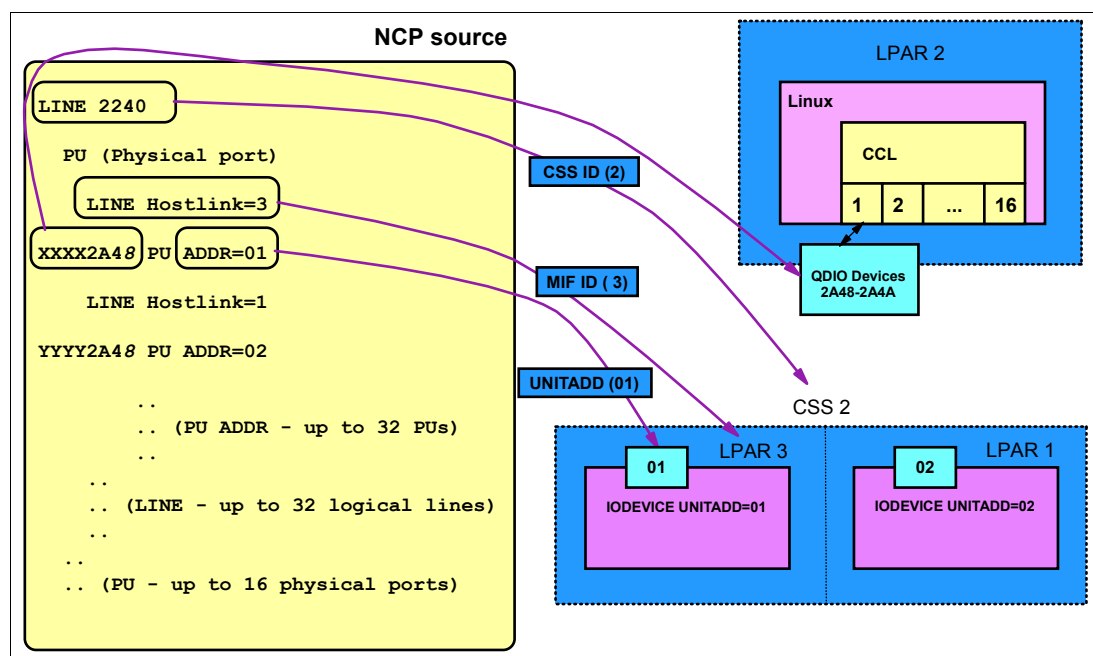 NCP source
LINE 2240
PU (Physical port)
LINE Hostlink=3
XXXX2A48 PU ADDR=01
LINE Hostlink=1
YYYY2A48 PU ADDR=02
..
.. (PU ADDR - up to 32 PUs)
..
..
.. (LINE - up to 32 logical lines)
..
..
.. (PU - up to 16 physical ports)
CSS ID (2)
MIF ID ( 3)
UNITADD (01)
LPAR 2
Linux
CCL
1 2 ... 16
QDIO Devices
2A48-2A4A
CSS 2
01 LPAR 3
IODEVICE UNITADD=01
02 LPAR 1
IODEVICE UNITADD=02